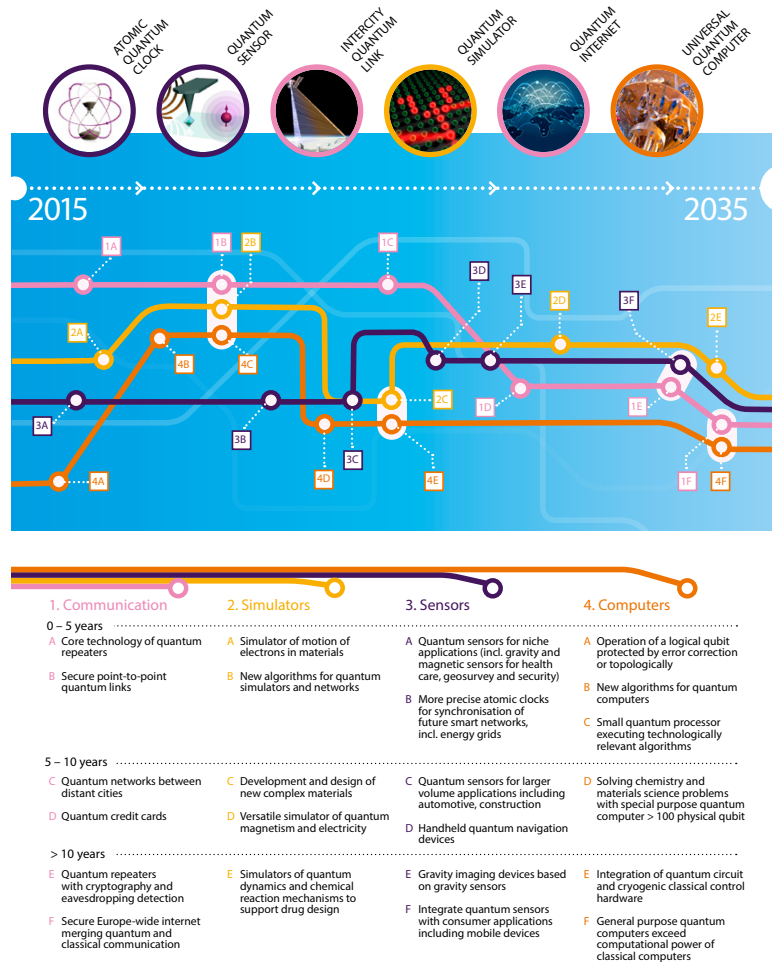 ATOMIC
QUANTUM
CLOCK
QUANTUM
SENSOR
INTERCITY
QUANTUM
LINK
QUANTUM
SIMULATOR
QUANTUM
INTERNET
UNIVERSAL
QUANTUM
COMPUTER
2015
2035
1A
1B
2B
1C
3D
3E
2D
3F
2E
2A
4B
4C
3A
3B
3C
2C
1D
1E
4A
4D
4E
1F
4F
1. Communication
2. Simulators
3. Sensors
4. Computers
0 – 5 years
A Core technology of quantum
repeaters
B Secure point-to-point
quantum links
A Simulator of motion of
electrons in materials
B New algorithms for quantum
simulators and networks
A Quantum sensors for niche
applications (incl. gravity and
magnetic sensors for health
care, geosurvey and security)
B More precise atomic clocks
for synchronisation of
future smart networks,
incl. energy grids
A Operation of a logical qubit
protected by error correction
or topologically
B New algorithms for quantum
computers
C Small quantum processor
executing technologically
relevant algorithms
5 – 10 years
C Quantum networks between
distant cities
D Quantum credit cards
C Development and design of
new complex materials
D Versatile simulator of quantum
magnetism and electricity
C Quantum sensors for larger
volume applications including
automotive, construction
D Handheld quantum navigation
devices
D Solving chemistry and
materials science problems
with special purpose quantum
computer > 100 physical qubit
> 10 years
E Quantum repeaters
with cryptography and
eavesdropping detection
F Secure Europe-wide internet
merging quantum and
classical communication
E Simulators of quantum
dynamics and chemical
reaction mechanisms to
support drug design
E Gravity imaging devices based
on gravity sensors
F Integrate quantum sensors
with consumer applications
including mobile devices
E Integration of quantum circuit
and cryogenic classical control
hardware
F General purpose quantum
computers exceed
computational power of
classical computers